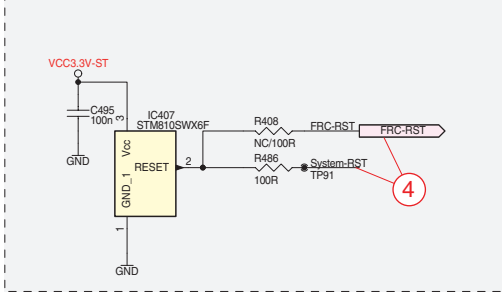 VCC3.3V-ST
C495
100n
GND
3
IC407
STM810SWX6F
Vcc
RESET
GND_1
2
1
GND
R408
NC/100R
FRC-RST
FRC-RST
R486
100R
System-RST
TP91
4